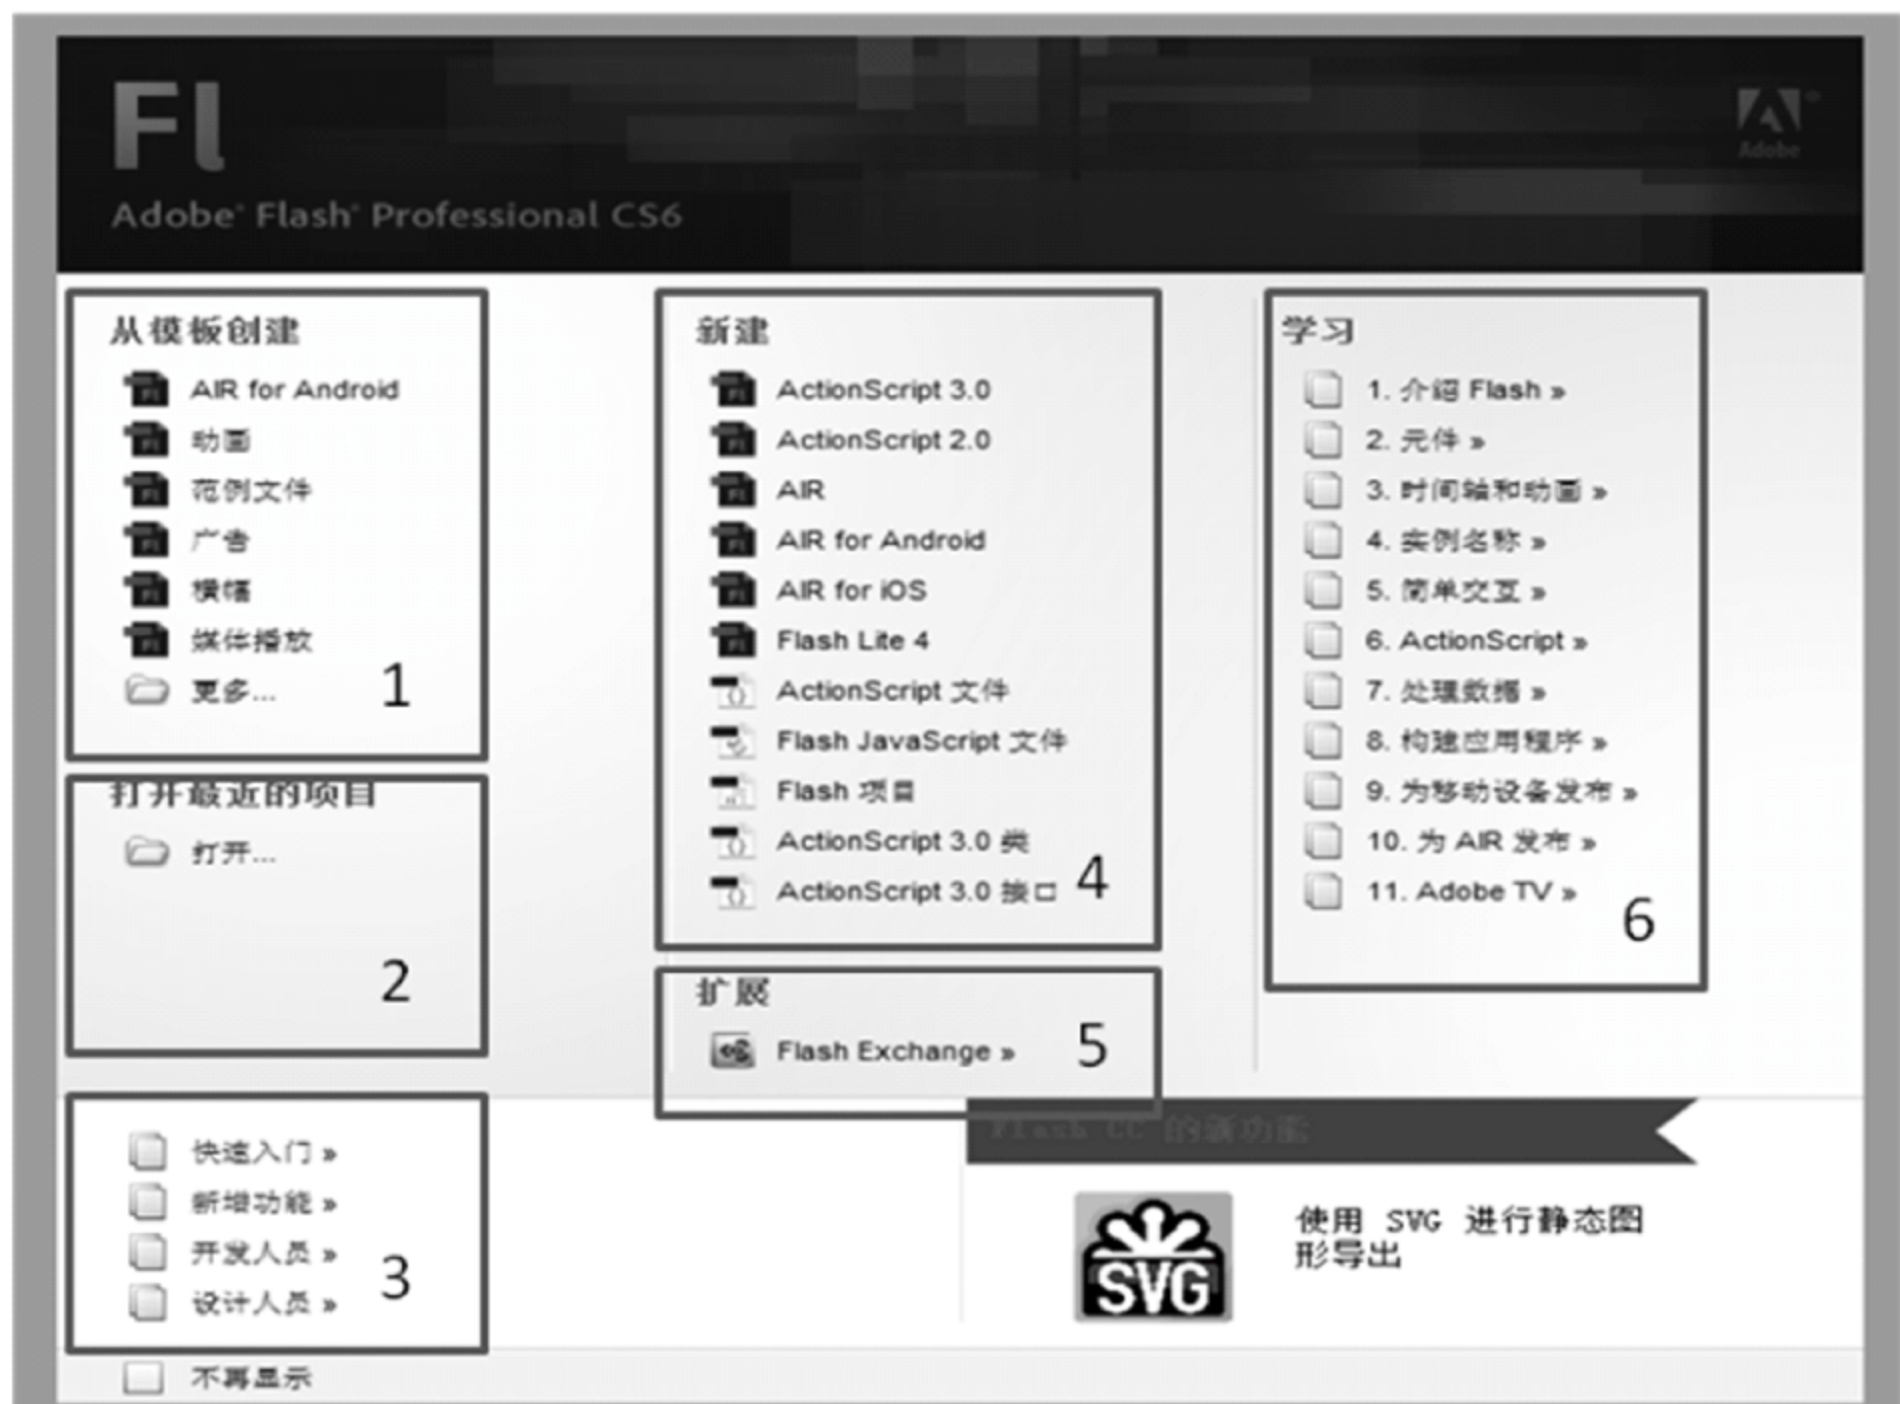 Fl
Adobe
Adobe® Flash® Professional CS6
从模板创建
AIR for Android
动画
范例文件
广告
横幅
媒体播放
更多...
1
打开最近的项目
打开...
2
快速入门 »
新增功能 »
开发人员 »
设计人员 »
3
不再显示
新建
ActionScript 3.0
ActionScript 2.0
AIR
AIR for Android
AIR for iOS
Flash Lite 4
ActionScript 文件
Flash JavaScript 文件
Flash 项目
ActionScript 3.0 类
ActionScript 3.0 接口
4
扩展
Flash Exchange »
5
学习
1. 介绍 Flash »
2. 元件 »
3. 时间轴和动画 »
4. 实例名称 »
5. 简单交互 »
6. ActionScript »
7. 处理数据 »
8. 构建应用程序 »
9. 为移动设备发布 »
10. 为 AIR 发布 »
11. Adobe TV »
6
Flash CC 的新功能
SVG
使用 SVG 进行静态图
形导出